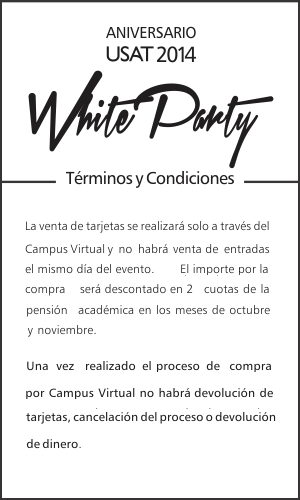 ANIVERSARIO
USAT 2014
White Party
Términos y Condiciones
La venta de tarjetas se realizará solo a través del
Campus Virtual y no habrá venta de entradas
el mismo día del evento. El importe por la
compra será descontado en 2 cuotas de la
pensión académica en los meses de octubre
y noviembre.
Una vez realizado el proceso de compra
por Campus Virtual no habrá devolución de
tarjetas, cancelación del proceso o devolución
de dinero.